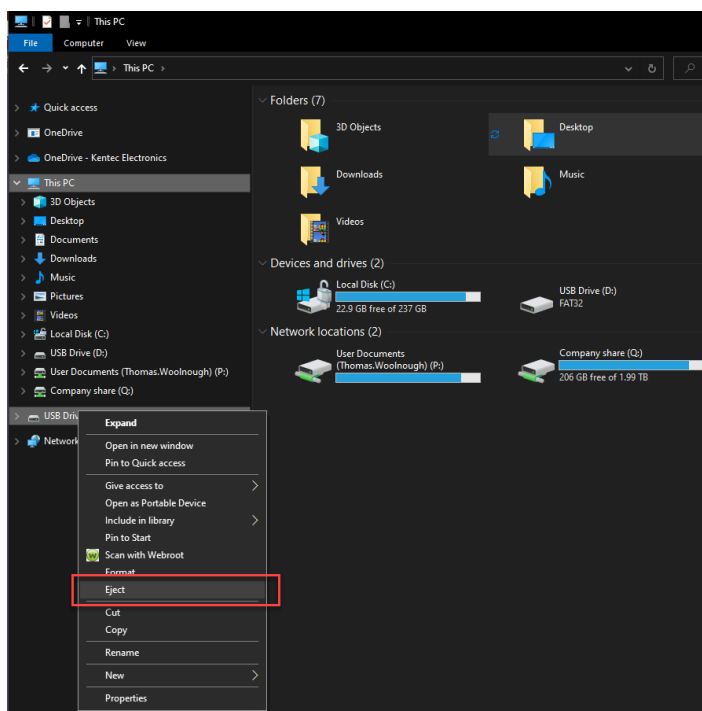 This PC
File Computer View
This PC
Quick access
OneDrive
OneDrive - Kentec Electronics
This PC
3D Objects
Desktop
Documents
Downloads
Music
Pictures
Videos
Local Disk (C:)
USB Drive (D:)
User Documents (Thomas.Woolnough) (P:)
Company share (Q:)
USB Driv
Network
Folders (7)
3D Objects
Desktop
Downloads
Music
Videos
Devices and drives (2)
Local Disk (C:)
22.9 GB free of 237 GB
USB Drive (D:)
FAT32
Network locations (2)
User Documents
(Thomas.Woolnough) (P:)
Company share (Q:)
206 GB free of 1.99 TB
Expand
Open in new window
Pin to Quick access
Give access to
Open as Portable Device
Include in library
Pin to Start
Scan with Webroot
Format
Eject
Cut
Copy
Rename
New
Properties